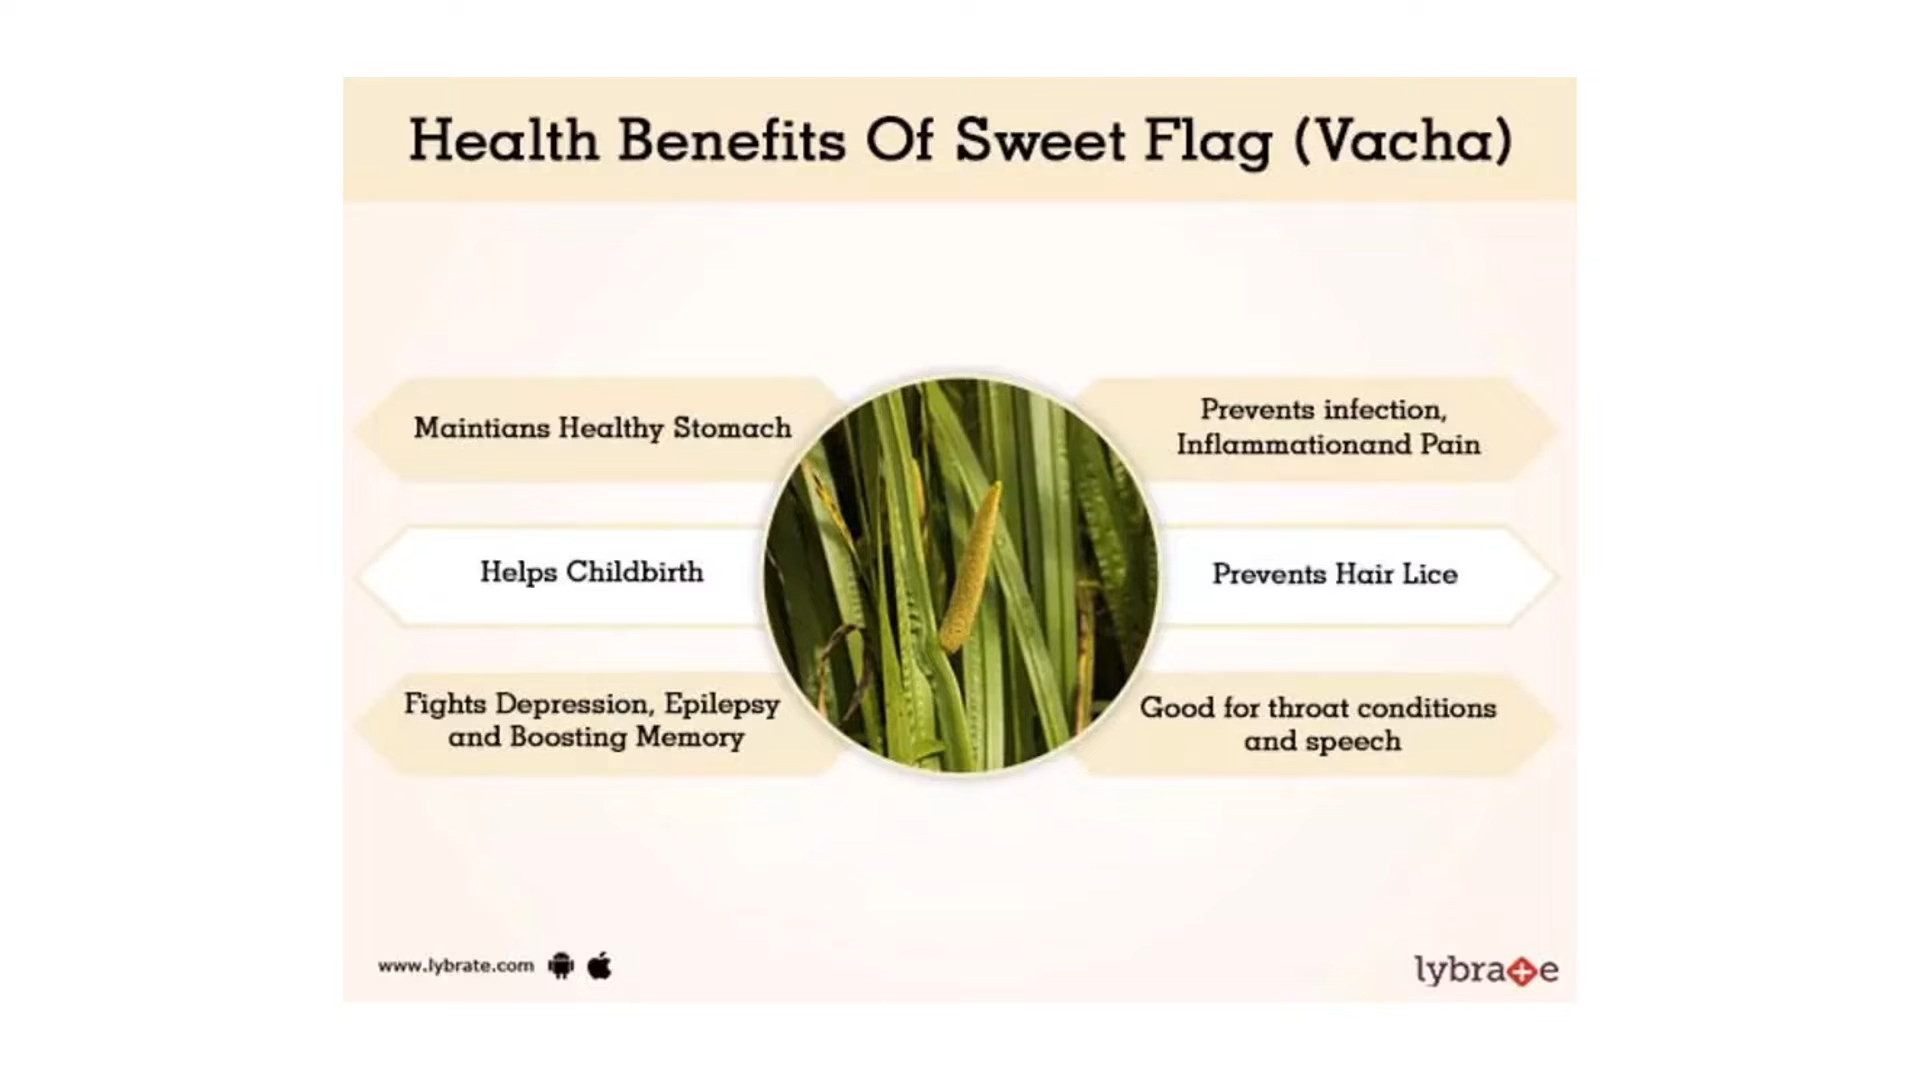 Health Benefits Of Sweet Flag (Vacha)
Maintians Healthy Stomach
Prevents infection,
Inflammationand Pain
Helps Childbirth
Prevents Hair Lice
Fights Depression, Epilepsy
and Boosting Memory
Good for throat conditions
and speech
www.lybrate.com
lybrate